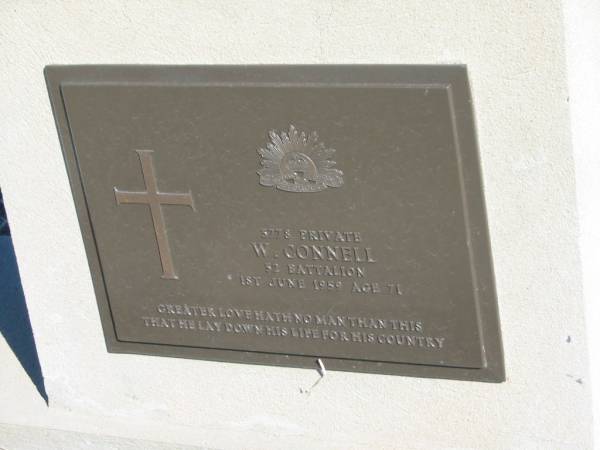 3778 PRIVATE
W. CONNELL
52 BATTALION
1ST JUNE 1959 AGE 71
GREATER LOVE HATH NO MAN THAN THIS
THAT HE LAY DOWN HIS LIFE FOR HIS COUNTRY